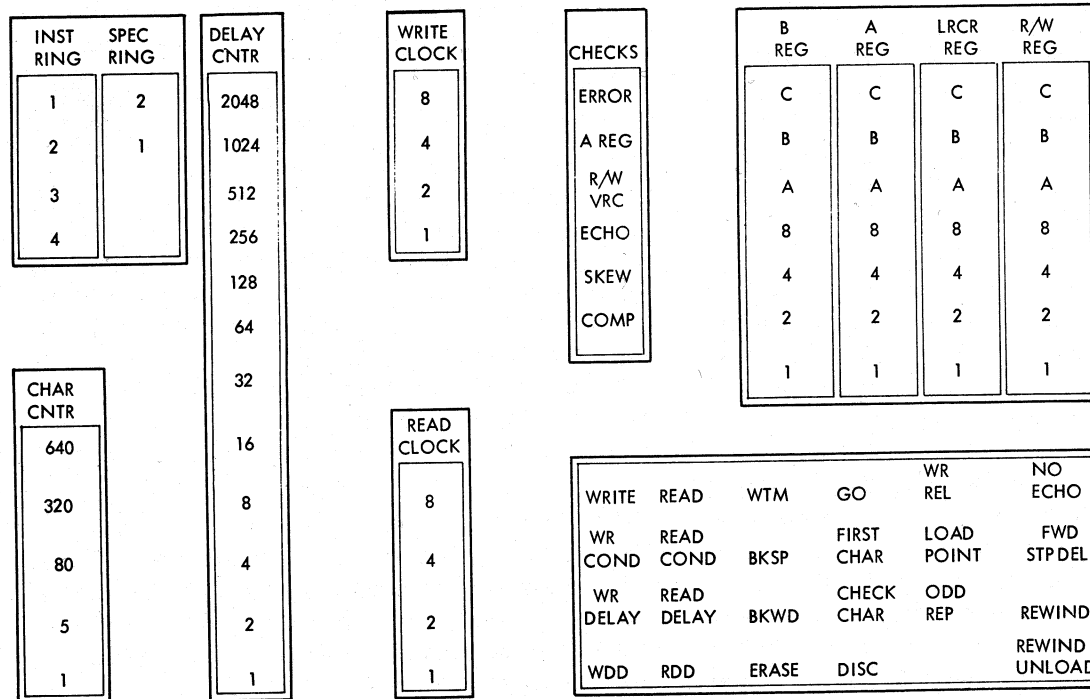 INST SPEC
RING RING
1 2
2 1
3
4
DELAY
CNTR
2048
1024
512
256
128
64
32
16
8
4
2
1
WRITE
CLOCK
8
4
2
1
CHECKS
ERROR
A REG
R/W
VRC
ECHO
SKEW
COMP
B A LRCR R/W
REG REG REG REG
C C C C
B B B B
A A A A
8 8 8 8
4 4 4 4
2 2 2 2
1 1 1 1
CHAR
CNTR
640
320
80
5
1
READ
CLOCK
8
4
2
1
WR NO
WRITE READ WTM GO REL ECHO
WR READ FIRST LOAD FWD
COND COND BKSP CHAR POINT STP DEL
WR READ CHECK ODD
DELAY DELAY BKWD CHAR REP REWIND
REWIND
WDD RDD ERASE DISC UNLOAD